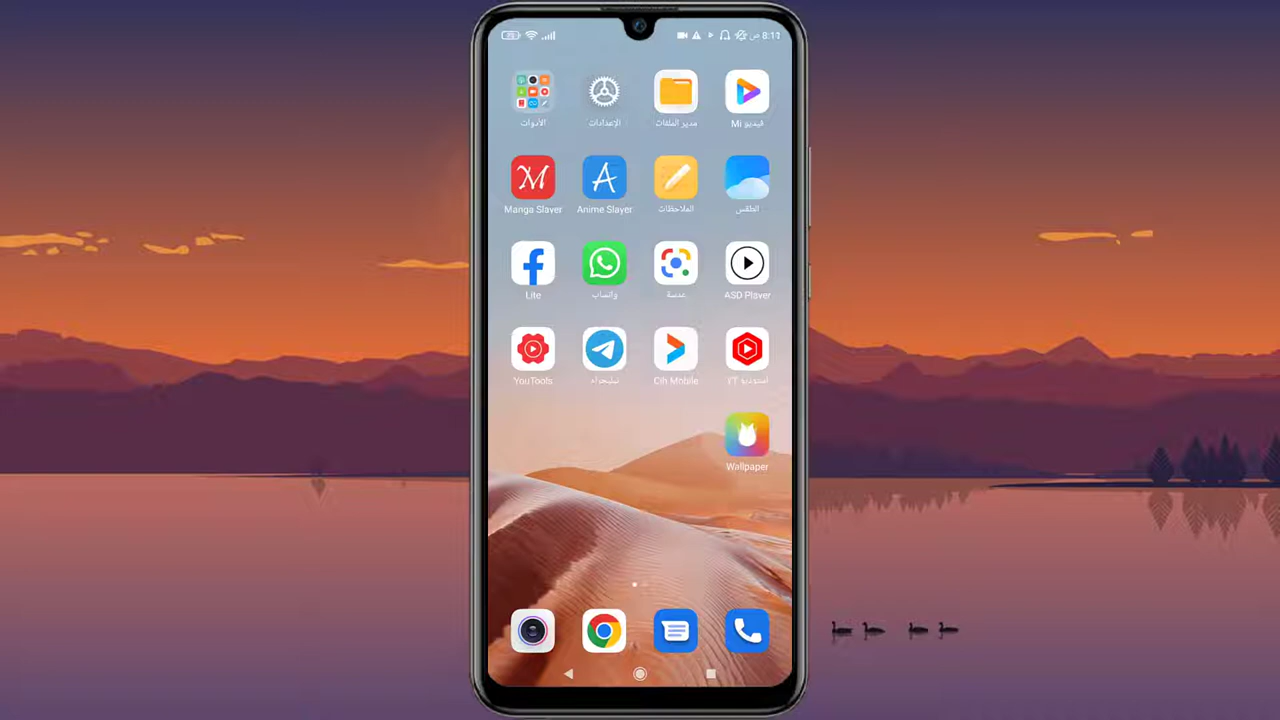 8:11 ص
فيديو Mi
مدير الملفات
الإعدادات
الأدوات
الطقس
الملاحظات
Anime Slayer
Manga Slayer
ASD Player
عدسة
واتساب
Lite
استوديو YT
Cih Mobile
تيليجرام
YouTools
Wallpaper